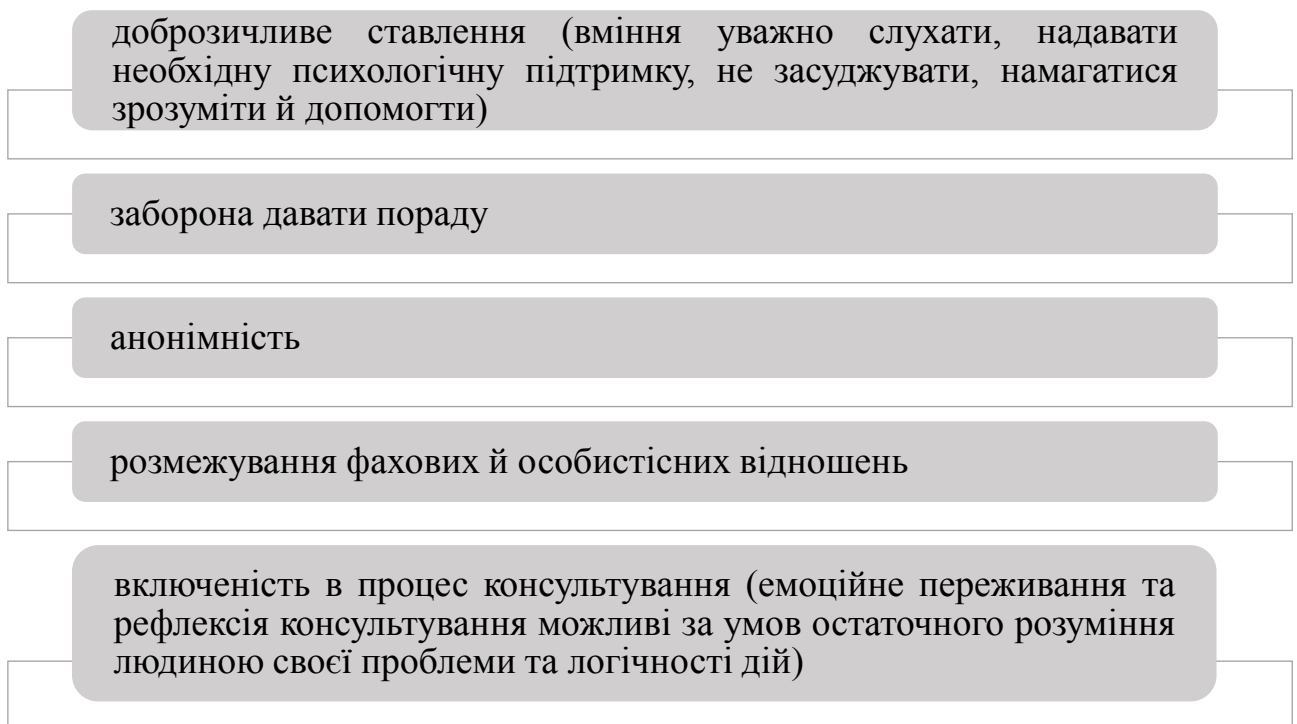 доброзичливе ставлення (вміння уважно слухати, надавати
необхідну психологічну підтримку, не засуджувати, намагатися
зрозуміти й допомогти)
заборона давати пораду
анонімність
розмежування фахових й особистісних відношень
включеність в процес консультування (емоційне переживання та
рефлексія консультування можливі за умов остаточного розуміння
людиною своєї проблеми та логічності дій)